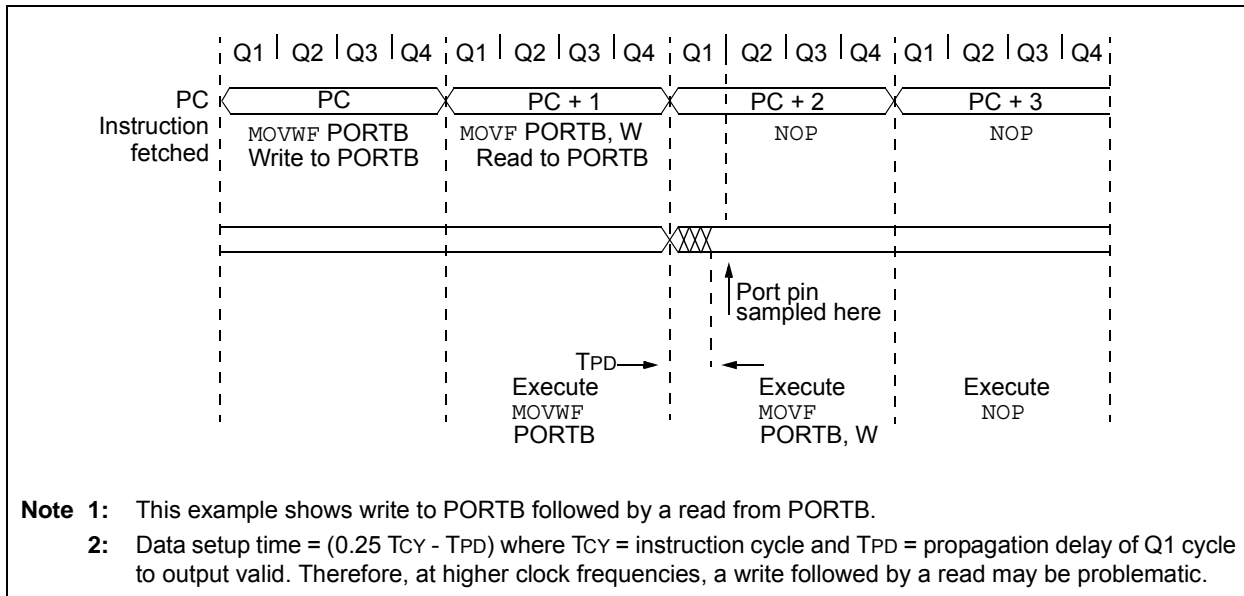 Q1 Q2 Q3 Q4 Q1 Q2 Q3 Q4 Q1 Q2 Q3 Q4 Q1 Q2 Q3 Q4
PC PC PC + 1 PC + 2 PC + 3
Instruction
fetched
MOVWF PORTB
Write to PORTB
MOVF PORTB, W
Read to PORTB
NOP
NOP
Port pin
sampled here
TPD
Execute
MOVWF
PORTB
Execute
MOVF
PORTB, W
Execute
NOP
Note 1: This example shows write to PORTB followed by a read from PORTB.
2: Data setup time = (0.25 TCY - TPD) where TCY = instruction cycle and TPD = propagation delay of Q1 cycle
to output valid. Therefore, at higher clock frequencies, a write followed by a read may be problematic.